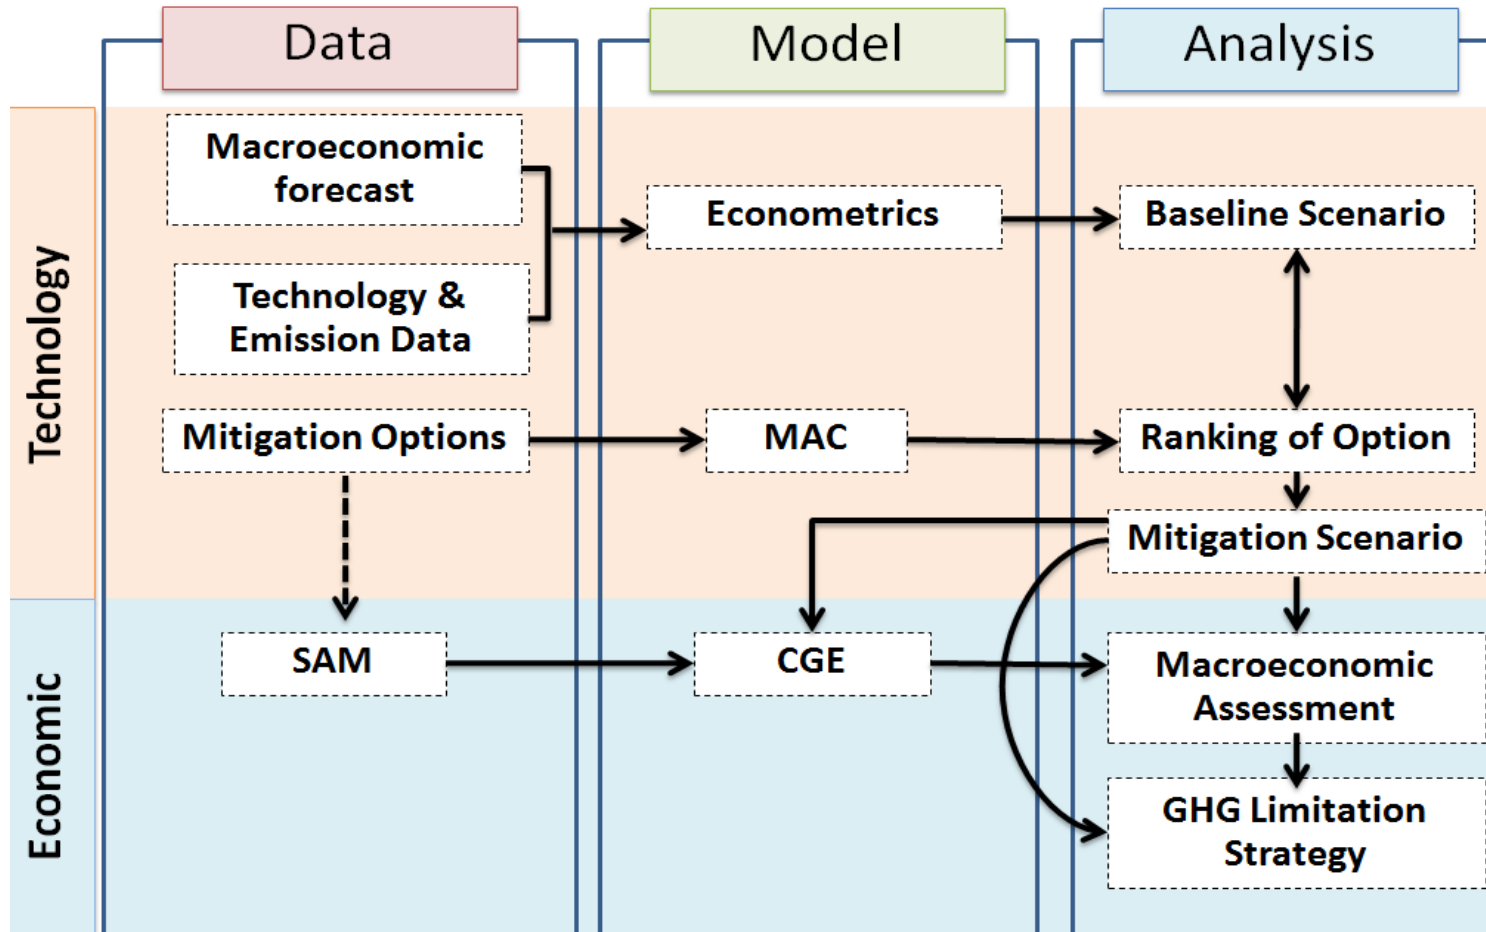 Data
Model
Analysis
Technology
Macroeconomic
forecast
Econometrics
Baseline Scenario
Technology &
Emission Data
Mitigation Options
MAC
Ranking of Option
Mitigation Scenario
Economic
SAM
CGE
Macroeconomic
Assessment
GHG Limitation
Strategy